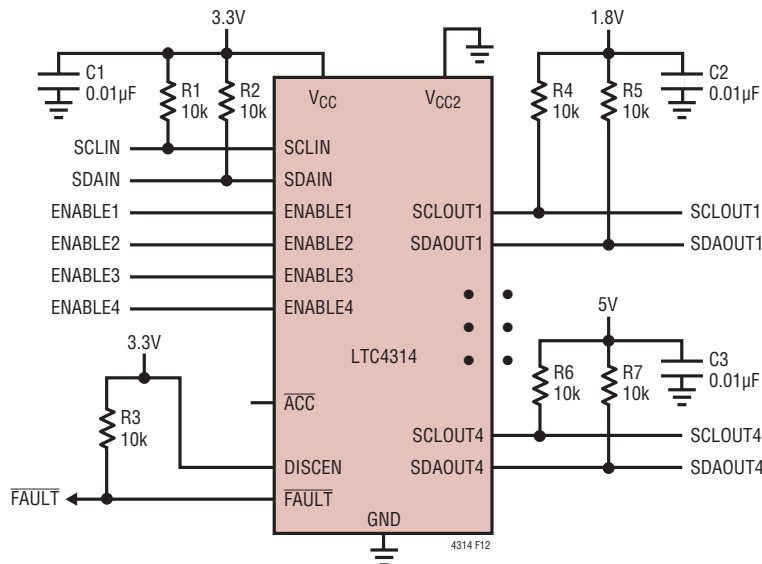 3.3V
1.8V
C1
0.01µF
R1
10k
R2
10k
VCC
VCC2
R4
10k
R5
10k
C2
0.01µF
SCLIN
SCLIN
SDAIN
SDAIN
ENABLE1
ENABLE1
SCLOUT1
SCLOUT1
ENABLE2
ENABLE2
SDAOUT1
SDAOUT1
ENABLE3
ENABLE3
ENABLE4
ENABLE4
5V
3.3V
LTC4314
R6
10k
R7
10k
C3
0.01µF
R3
10k
ACC
SCLOUT4
SCLOUT4
DISCEN
SDAOUT4
SDAOUT4
FAULT
FAULT
GND
4314 F12